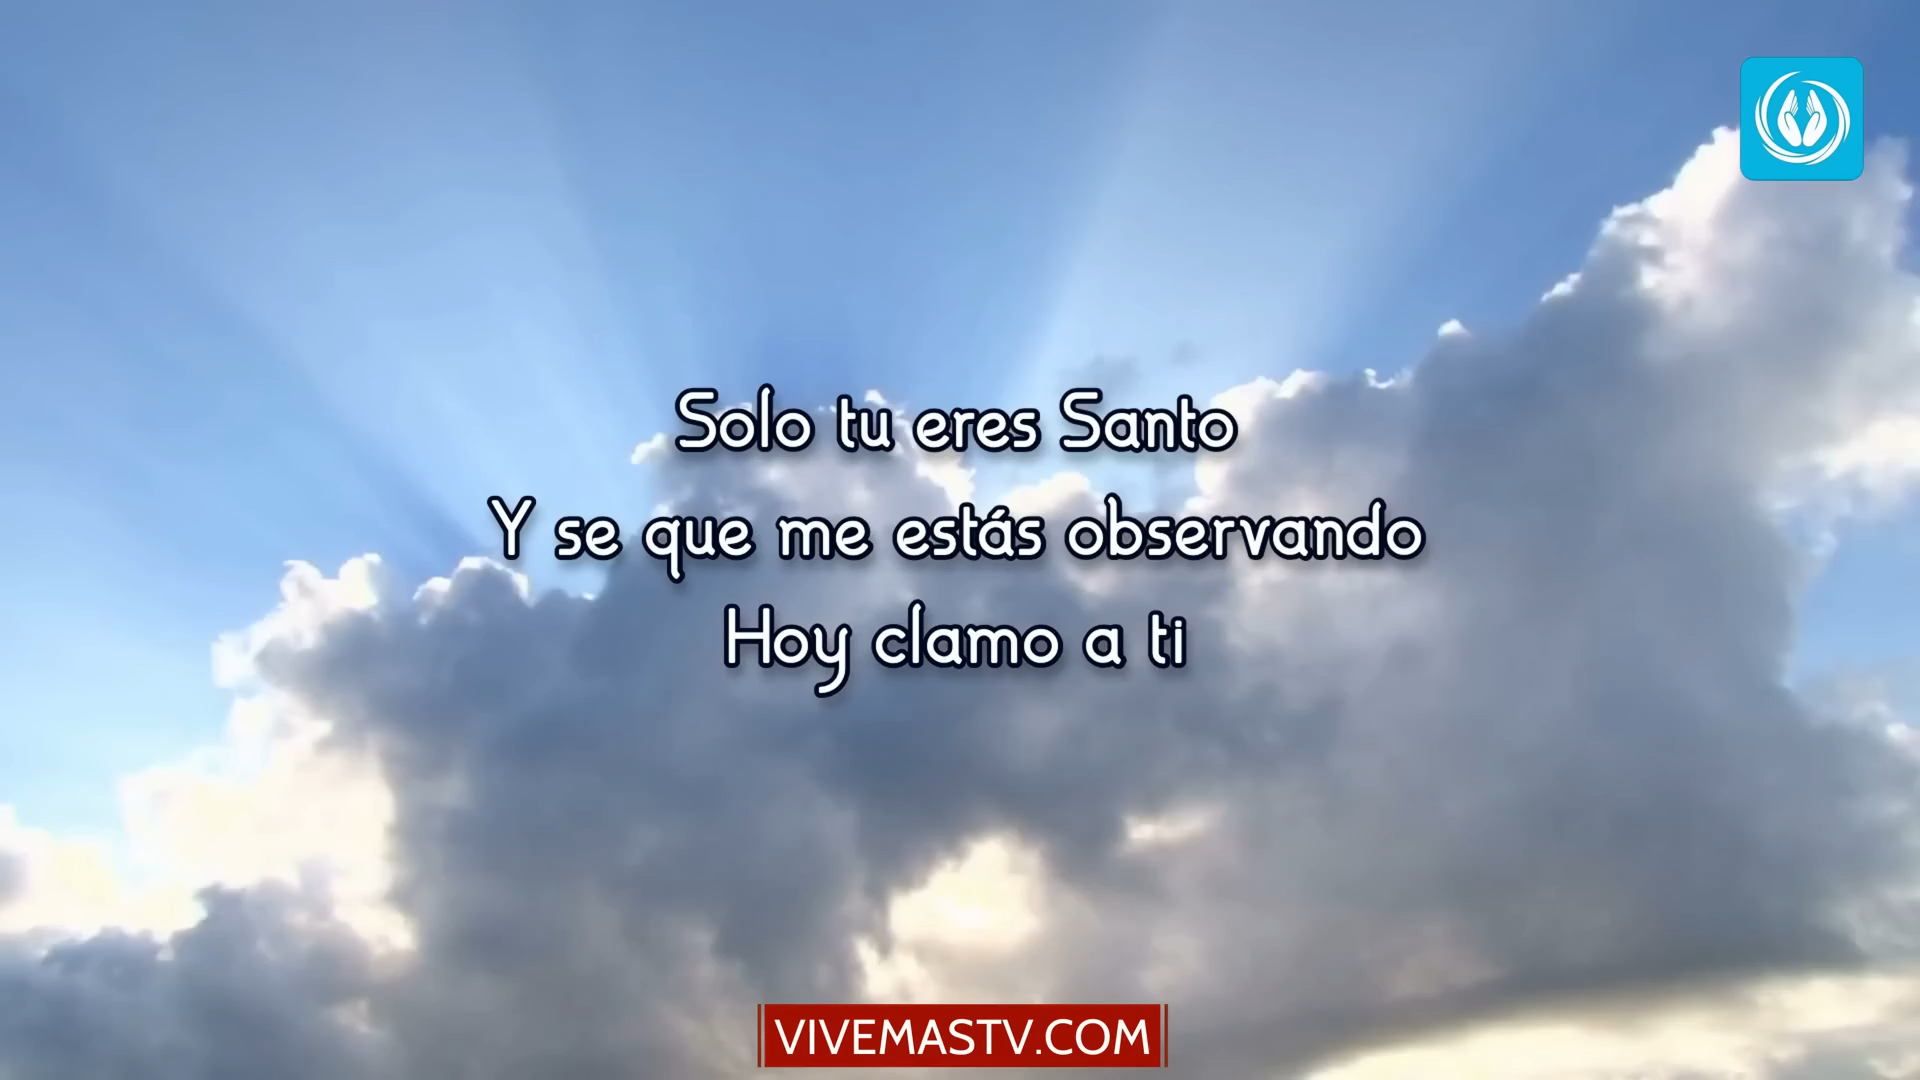 Solo tu eres Santo
Y se que me estás observando
Hoy clamo a ti
VIVEMASTV.COM